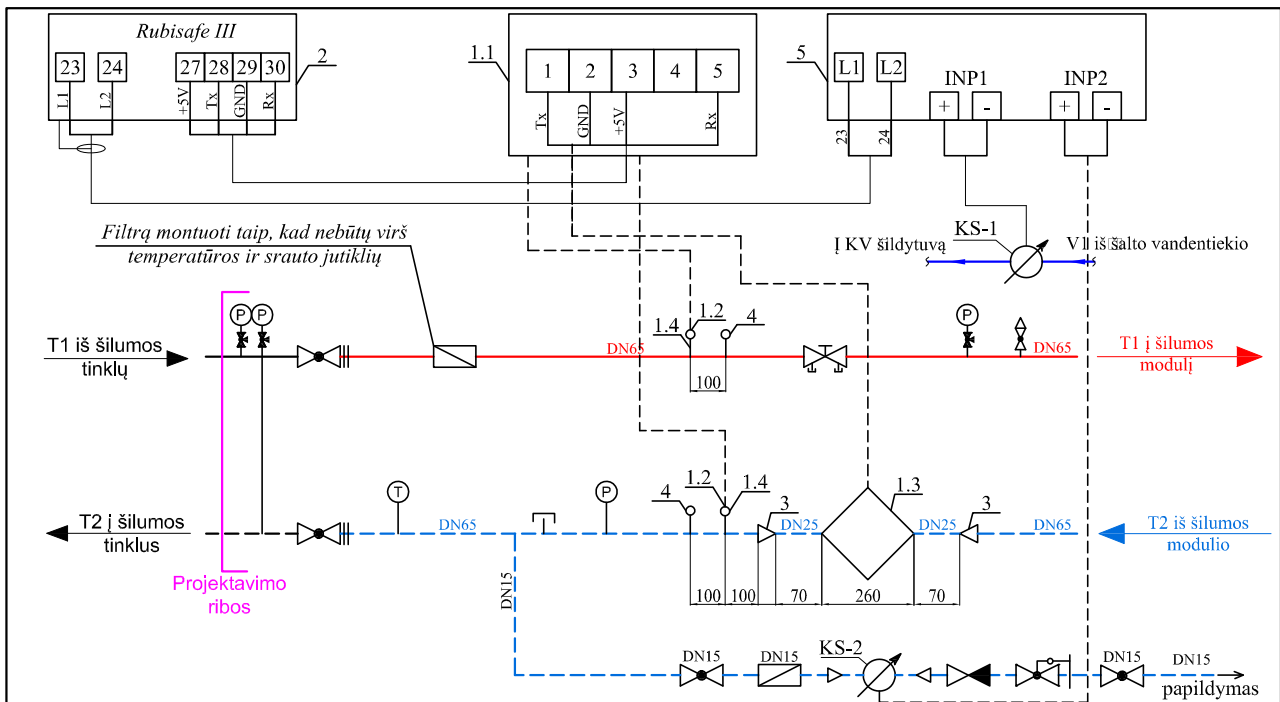 Rubisafe III
23 24 27 28 29 30
L1 L2 +5V Tx GND Rx
2
1.1
1 2 3 4 5
Tx GND +5V Rx
5
L1 L2 INP1 INP2
+ - + -
23 24
Filtrą montuoti taip, kad nebūtų virš
temperatūros ir srauto jutiklių
Į KV šildytuvą
KS-1
V1 iš šalto vandentiekio
P P
1.2
1.4
4
P
T1 iš šilumos
tinklų
DN65
DN65
T1 į šilumos
modulį
100
T
P
4
1.2
1.4
3
1.3
3
T2 į šilumos
tinklus
DN65
DN25
DN25
DN65
T2 iš šilumos
modulio
Projektavimo
ribos
DN15
100 100 70 260 70
DN15
DN15
KS-2
DN15
DN15
papildymas